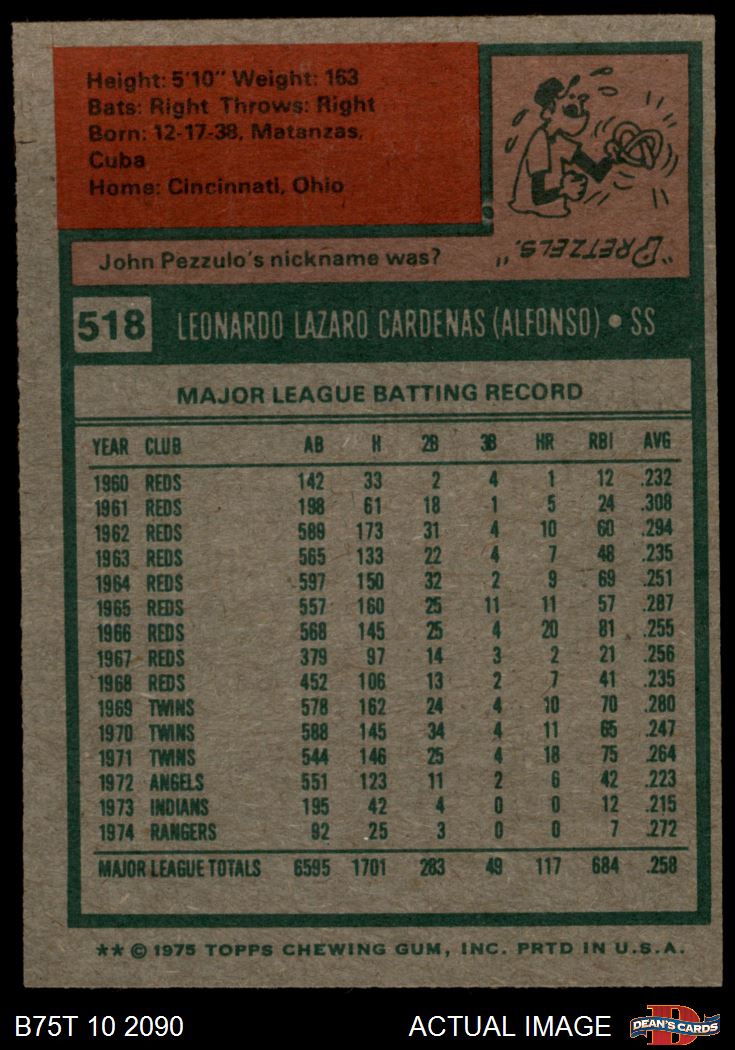 Height: 5'10" Weight: 163
Bats: Right Throws: Right
Born: 12-17-38, Matanzas,
Cuba
Home: Cincinnati, Ohio
John Pezzulo's nickname was?
"PRETZELS."
518 LEONARDO LAZARO CARDENAS (ALFONSO) • SS
MAJOR LEAGUE BATTING RECORD
YEAR CLUB AB H 2B 3B HR RBI AVG
1960 REDS 142 33 2 4 1 12 .232
1961 REDS 198 61 18 1 5 24 .308
1962 REDS 589 173 31 4 10 60 .294
1963 REDS 565 133 22 4 7 48 .235
1964 REDS 597 150 32 2 9 69 .251
1965 REDS 557 160 25 11 11 57 .287
1966 REDS 568 145 25 4 20 81 .255
1967 REDS 379 97 14 3 2 21 .256
1968 REDS 452 106 13 2 7 41 .235
1969 TWINS 578 162 24 4 10 70 .280
1970 TWINS 588 145 34 4 11 65 .247
1971 TWINS 544 146 25 4 18 75 .264
1972 ANGELS 551 123 11 2 6 42 .223
1973 INDIANS 195 42 4 0 0 12 .215
1974 RANGERS 92 25 3 0 0 7 .272
MAJOR LEAGUE TOTALS 6595 1701 283 49 117 684 .258
** © 1975 TOPPS CHEWING GUM, INC. PRTD IN U.S.A.
B75T 10 2090 ACTUAL IMAGE D DEAN'S CARDS